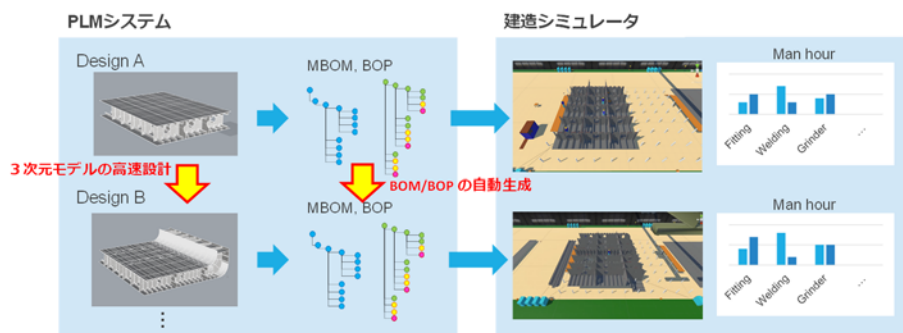 PLMシステム
建造シミュレータ
Design A
MBOM, BOP
Man hour
Fitting
Welding
Grinder
…
3次元モデルの高速設計
BOM/BOP の自動生成
Design B
MBOM, BOP
Man hour
Fitting
Welding
Grinder
…
⋮